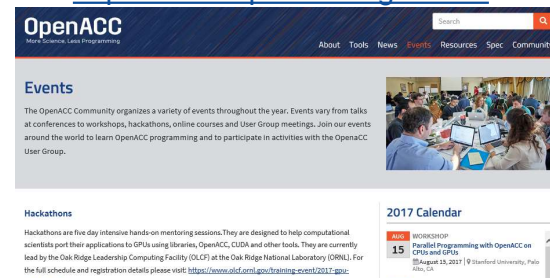 OpenACC
More Science, Less Programming
Search
About Tools News Events Resources Spec Community
Events
The OpenACC Community organizes a variety of events throughout the year. Events vary from talks
at conferences to workshops, hackathons, online courses and User Group meetings. Join our events
around the world to learn OpenACC programming and to participate in activities with the OpenaCC
User Group.
Hackathons
Hackathons are five day intensive hands-on mentoring sessions.They are designed to help computational
scientists port their applications to GPUs using libraries, OpenACC, CUDA and other tools. They are currently
lead by the Oak Ridge Leadership Computing Facility (OLCF) at the Oak Ridge National Laboratory (ORNL). For
the full schedule and registration details please visit: https://www.olcf.ornl.gov/training-event/2017-gpu-
2017 Calendar
AUG
15
WORKSHOP
Parallel Programming with OpenACC on
CPUs and GPUs
August 15, 2017 Stanford University, Palo
Albo, CA